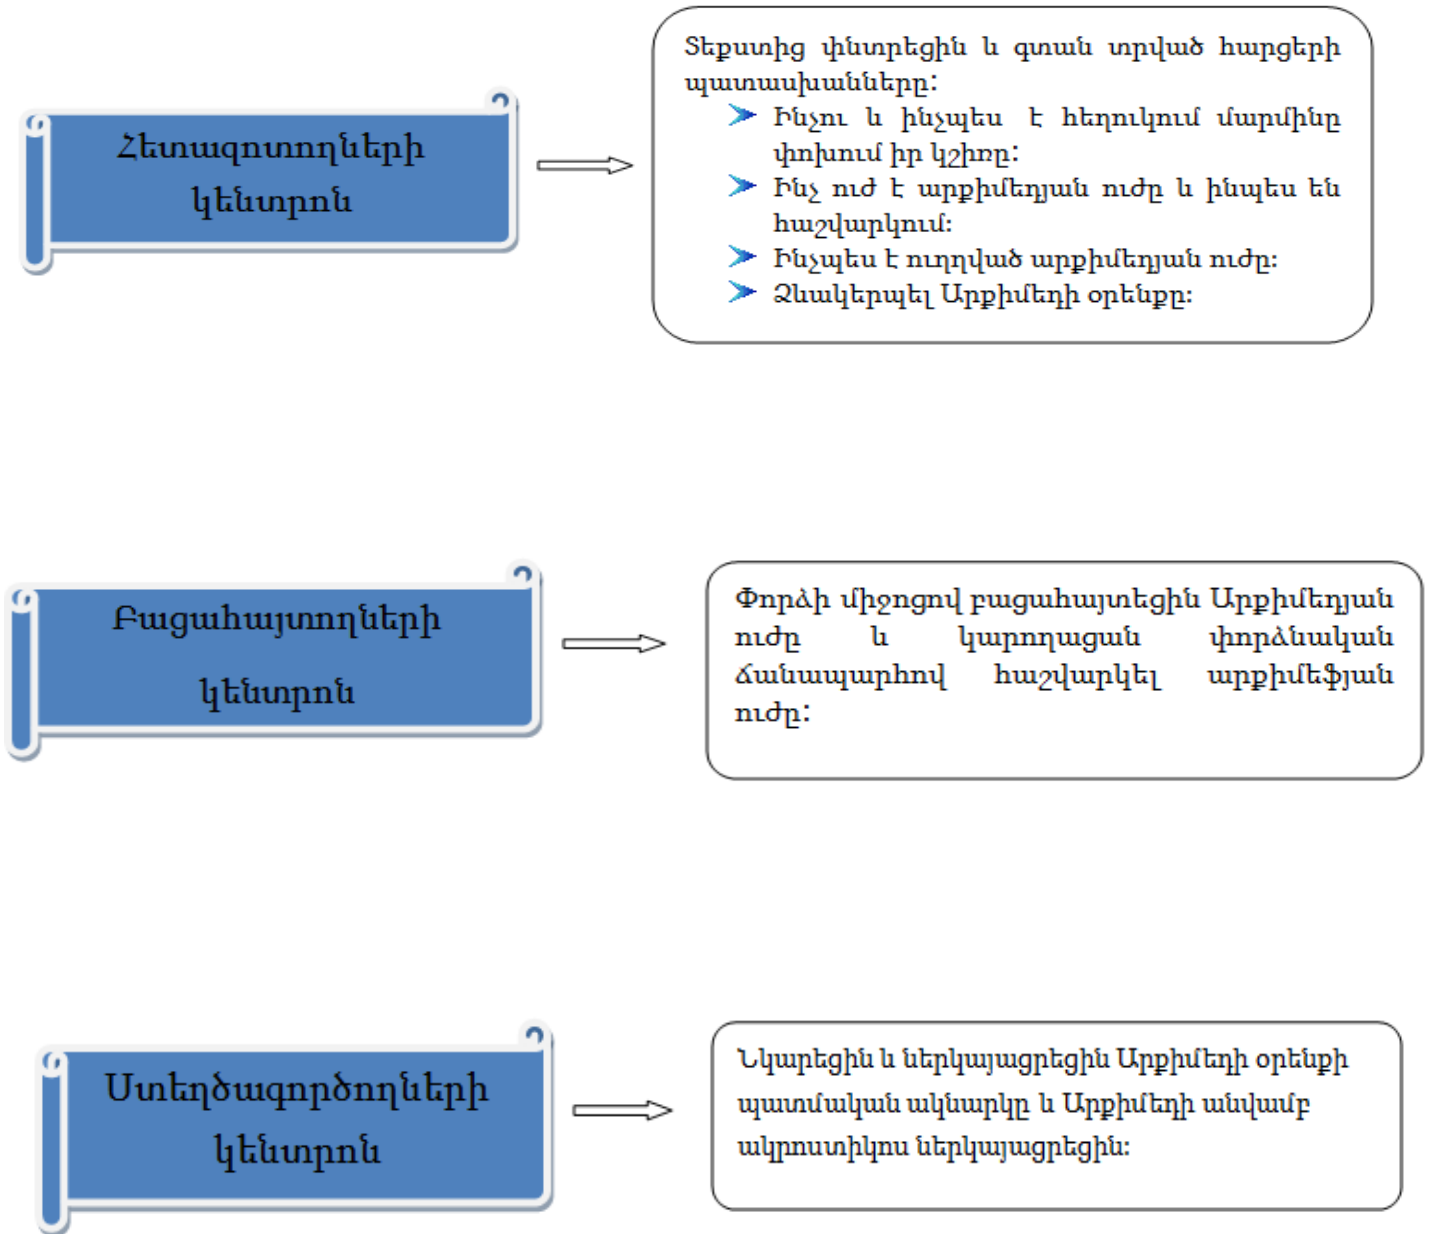 Հետազոտողների
կենտրոն
Տեքստից փնտրեցին և գտան տրված հարցերի
պատասխանները:
Ինչու և ինչպես է հեղուկում մարմինը
փոխում իր կշիռը:
Ինչ ուժ է արքիմեդյան ուժը և ինպես են
հաշվարկում:
Ինչպես է ուղղված արքիմեդյան ուժը:
Ձևակերպել Արքիմեդի օրենքը:
Բացահայտողների
կենտրոն
Փորձի միջոցով բացահայտեցին Արքիմեդյան
ուժը և կարողացան փորձնական
ճանապարհով հաշվարկել արքիմեֆյան
ուժը:
Ստեղծագործողների
կենտրոն
Նկարեցին և ներկայացրեցին Արքիմեդի օրենքի
պատմական ակնարկը և Արքիմեդի անվամբ
ակրոստիկոս ներկայացրեցին: